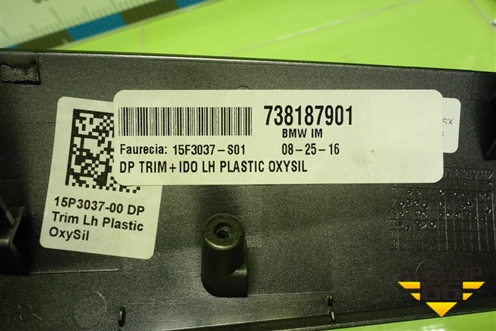 738187901
BMW IM
Faurecia: 15F3037-S01 08-25-16
DP TRIM+IDO LH PLASTIC OXYSIL
15P3037-00 DP
Trim Lh Plastic
OxySil
SX